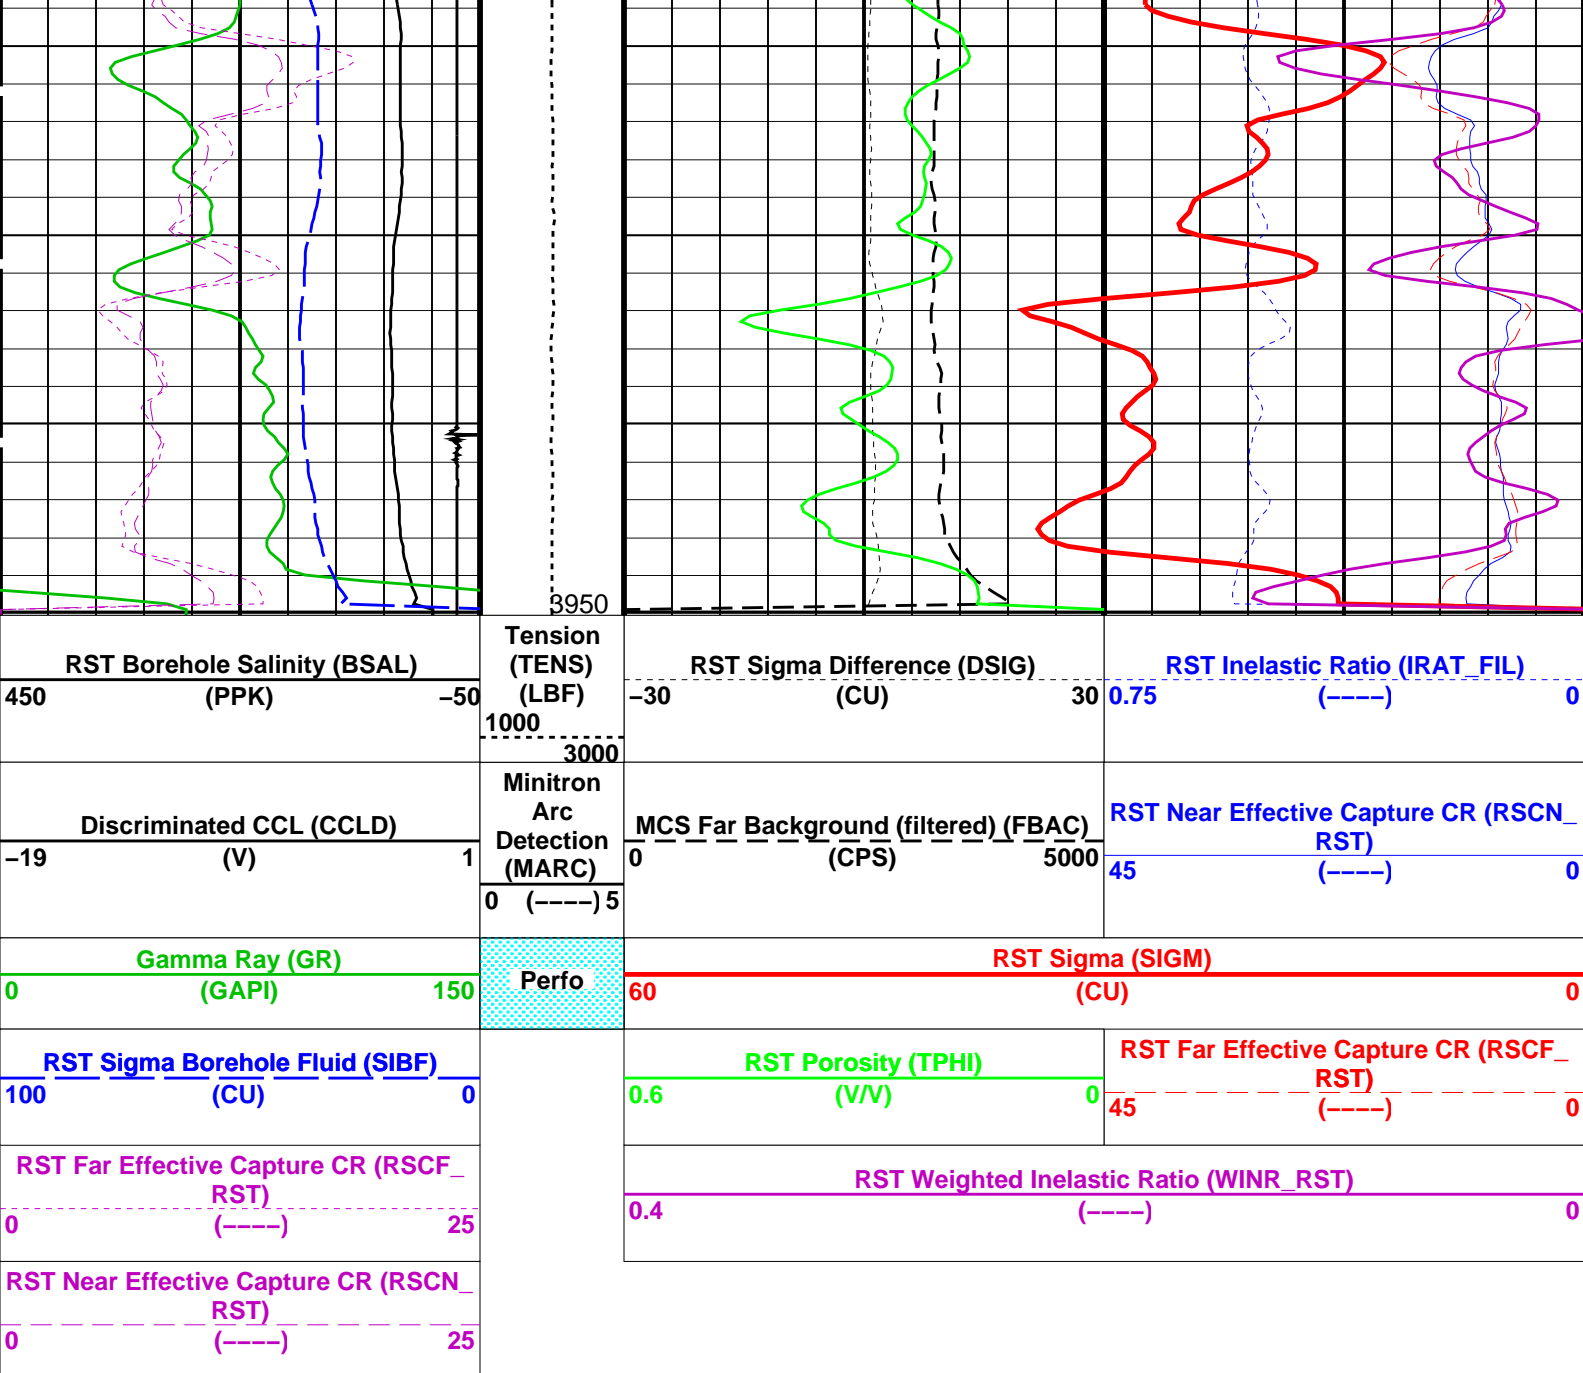 3950
RST Borehole Salinity (BSAL)
450 (PPK) −50
Tension
(TENS)
(LBF)
1000
3000
RST Sigma Difference (DSIG)
−30 (CU) 30
RST Inelastic Ratio (IRAT_FIL)
0.75 (−−−−) 0
Discriminated CCL (CCLD)
−19 (V) 1
Minitron
Arc
Detection
(MARC)
0 (−−−−) 5
MCS Far Background (filtered) (FBAC)
0 (CPS) 5000
RST Near Effective Capture CR (RSCN_
RST)
45 (−−−−) 0
Gamma Ray (GR)
0 (GAPI) 150
Perfo
RST Sigma (SIGM)
60 (CU) 0
RST Sigma Borehole Fluid (SIBF)
100 (CU) 0
RST Porosity (TPHI)
0.6 (V/V) 0
RST Far Effective Capture CR (RSCF_
RST)
45 (−−−−) 0
RST Far Effective Capture CR (RSCF_
RST)
0 (−−−−) 25
RST Weighted Inelastic Ratio (WINR_RST)
0.4 (−−−−) 0
RST Near Effective Capture CR (RSCN_
RST)
0 (−−−−) 25